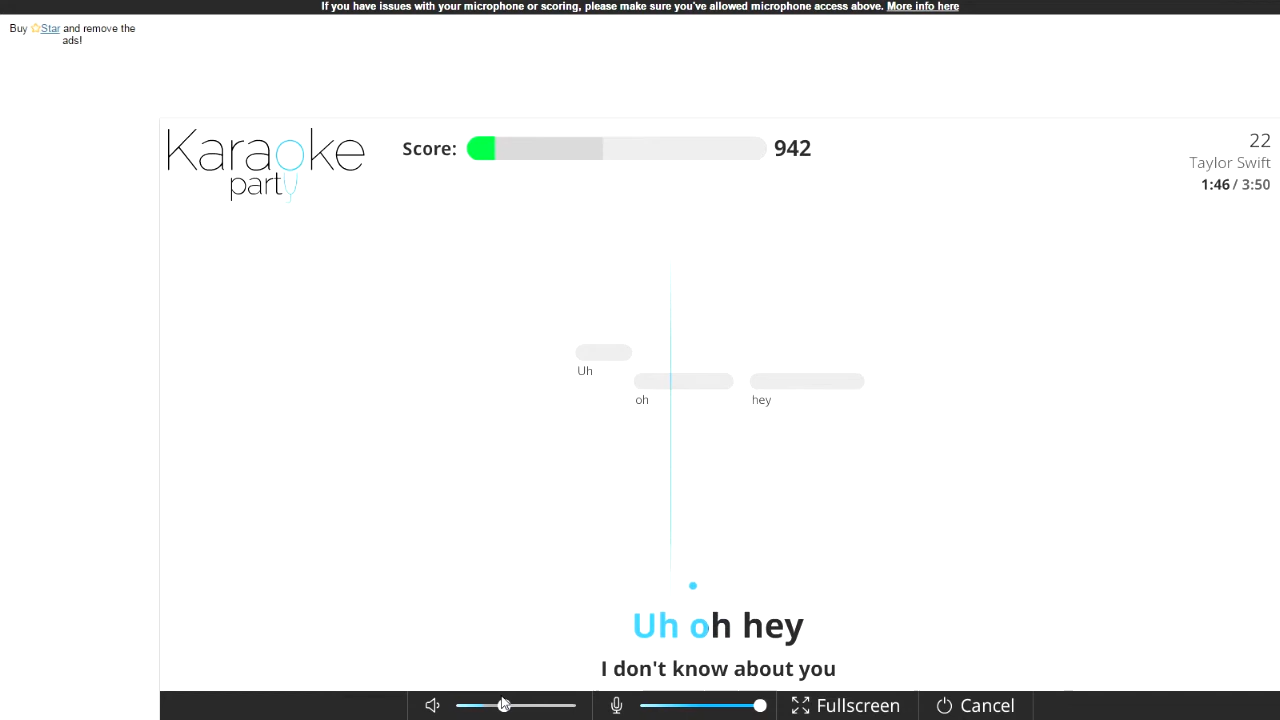 If you have issues with your microphone or scoring, please make sure you've allowed microphone access above. More info here
Buy Star and remove the
ads!
Karaoke
party
Score: 942
22
Taylor Swift
1:46 / 3:50
Uh
oh hey
Uh oh hey
I don't know about you
Fullscreen Cancel